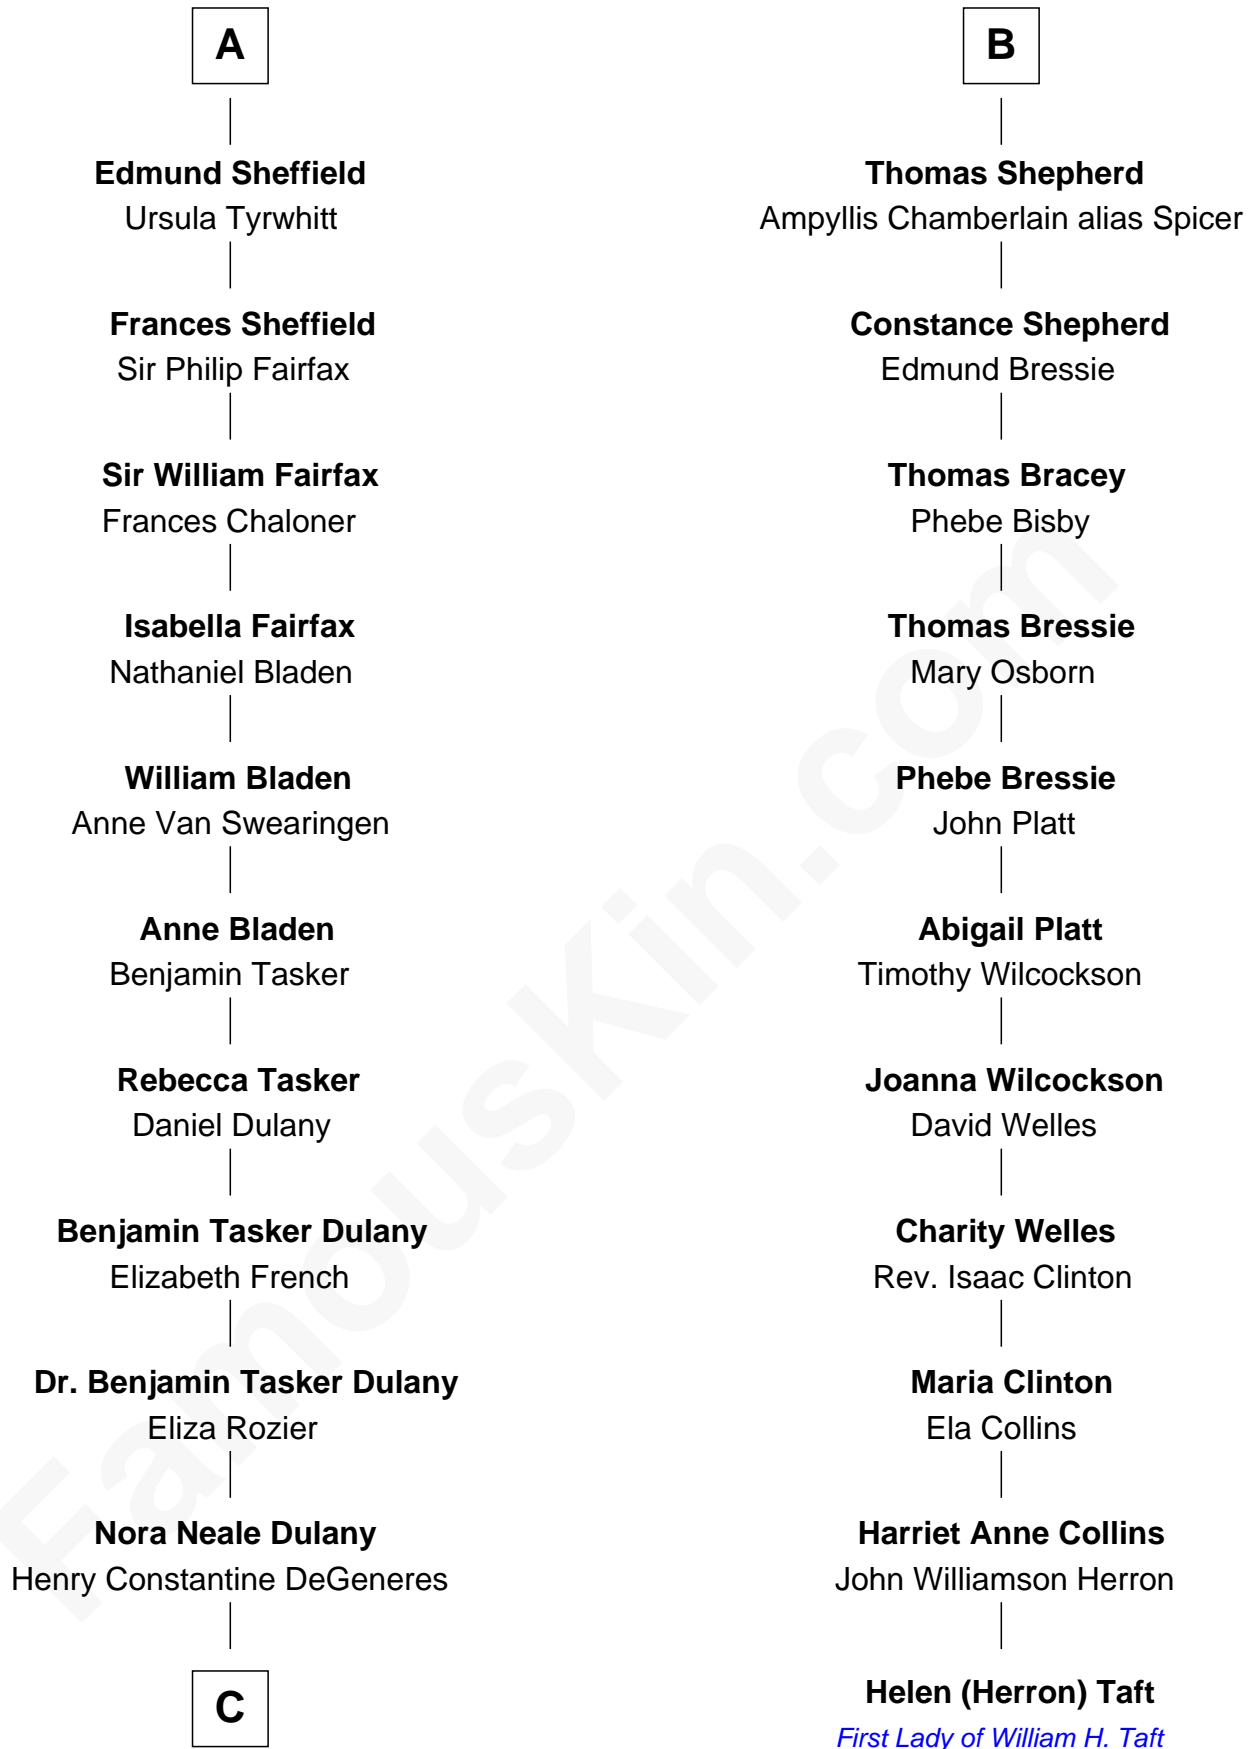 A
Edmund Sheffield
Ursula Tyrwhitt
Frances Sheffield
Sir Philip Fairfax
Sir William Fairfax
Frances Chaloner
Isabella Fairfax
Nathaniel Bladen
William Bladen
Anne Van Swearingen
Anne Bladen
Benjamin Tasker
Rebecca Tasker
Daniel Dulany
Benjamin Tasker Dulany
Elizabeth French
Dr. Benjamin Tasker Dulany
Eliza Rozier
Nora Neale Dulany
Henry Constantine DeGeneres
C
B
Thomas Shepherd
Ampyllis Chamberlain alias Spicer
Constance Shepherd
Edmund Bressie
Thomas Bracey
Phebe Bisby
Thomas Bressie
Mary Osborn
Phebe Bressie
John Platt
Abigail Platt
Timothy Wilcockson
Joanna Wilcockson
David Welles
Charity Welles
Rev. Isaac Clinton
Maria Clinton
Ela Collins
Harriet Anne Collins
John Williamson Herron
Helen (Herron) Taft
First Lady of William H. Taft
FamousKin.com